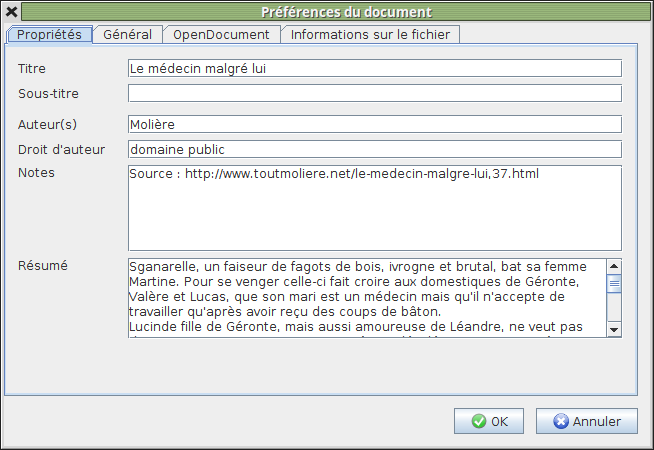 Préférences du document
Propriétés Général OpenDocument Informations sur le fichier
Titre Le médecin malgré lui
Sous-titre
Auteur(s) Molière
Droit d'auteur domaine public
Notes Source : http://www.toutmoliere.net/le-medecin-malgre-lui,37.html
Résumé Sganarelle, un faiseur de fagots de bois, ivrogne et brutal, bat sa femme
Martine. Pour se venger celle-ci fait croire aux domestiques de Géronte,
Valère et Lucas, que son mari est un médecin mais qu'il n'accepte de
travailler qu'après avoir reçu des coups de bâton.
Lucinde fille de Géronte, mais aussi amoureuse de Léandre, ne veut pas
OK Annuler